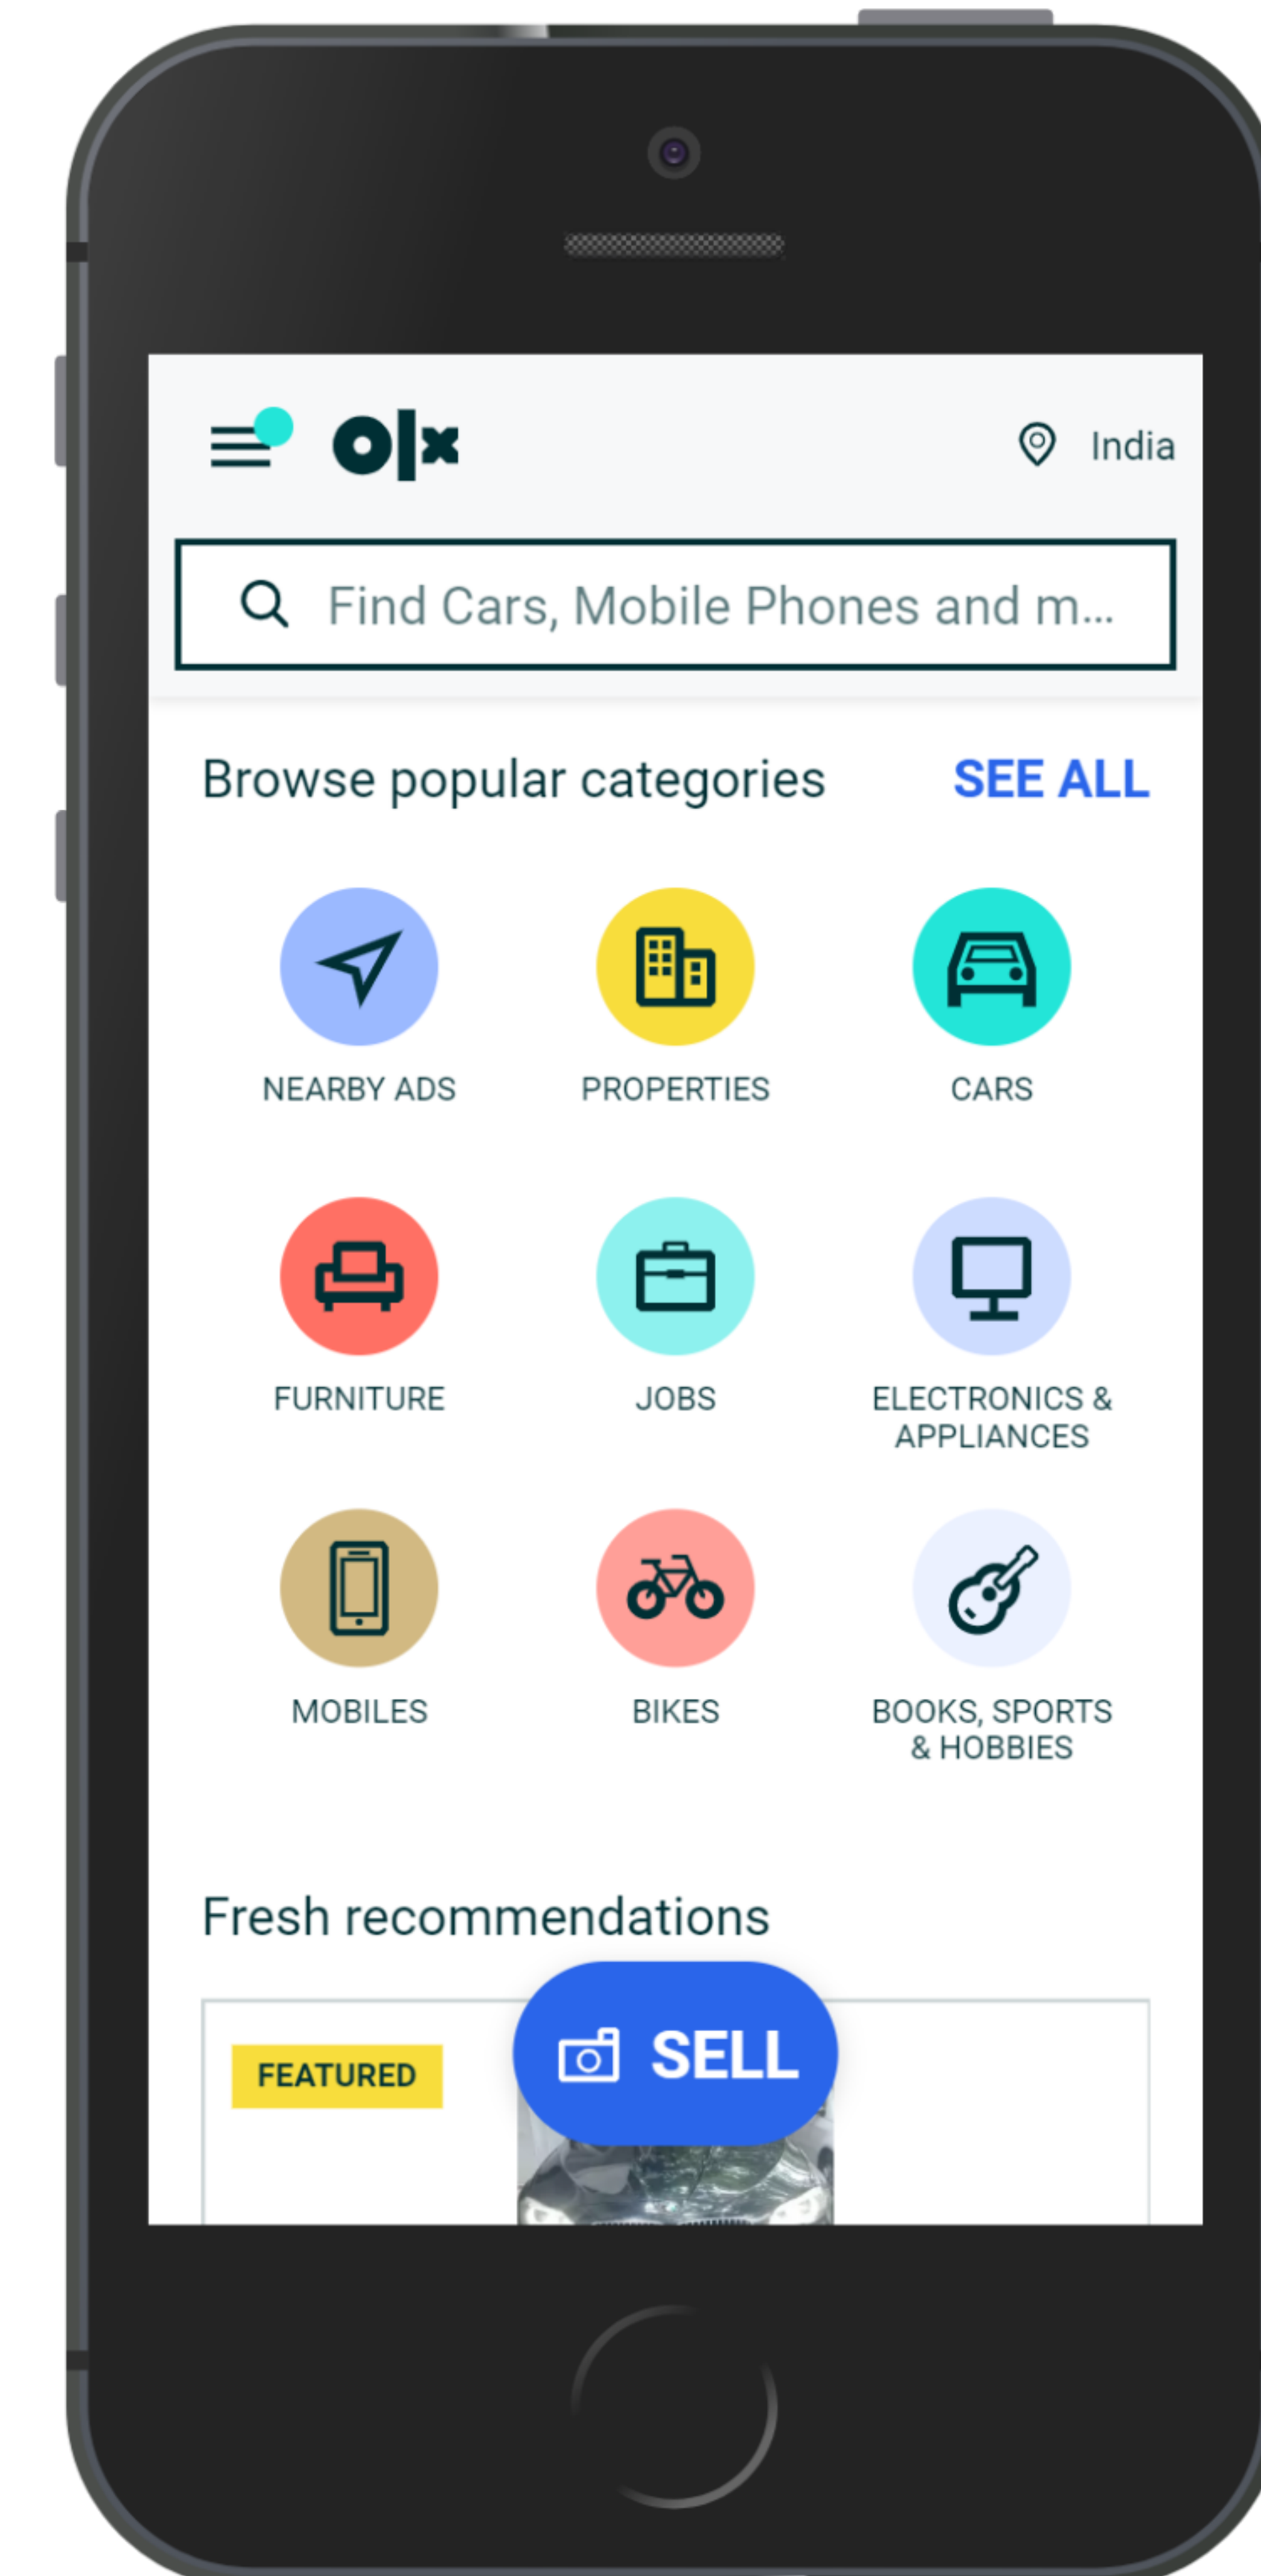 olx
India
Find Cars, Mobile Phones and m...
Browse popular categories
SEE ALL
NEARBY ADS
PROPERTIES
CARS
FURNITURE
JOBS
ELECTRONICS &
APPLIANCES
MOBILES
BIKES
BOOKS, SPORTS
& HOBBIES
Fresh recommendations
FEATURED
SELL